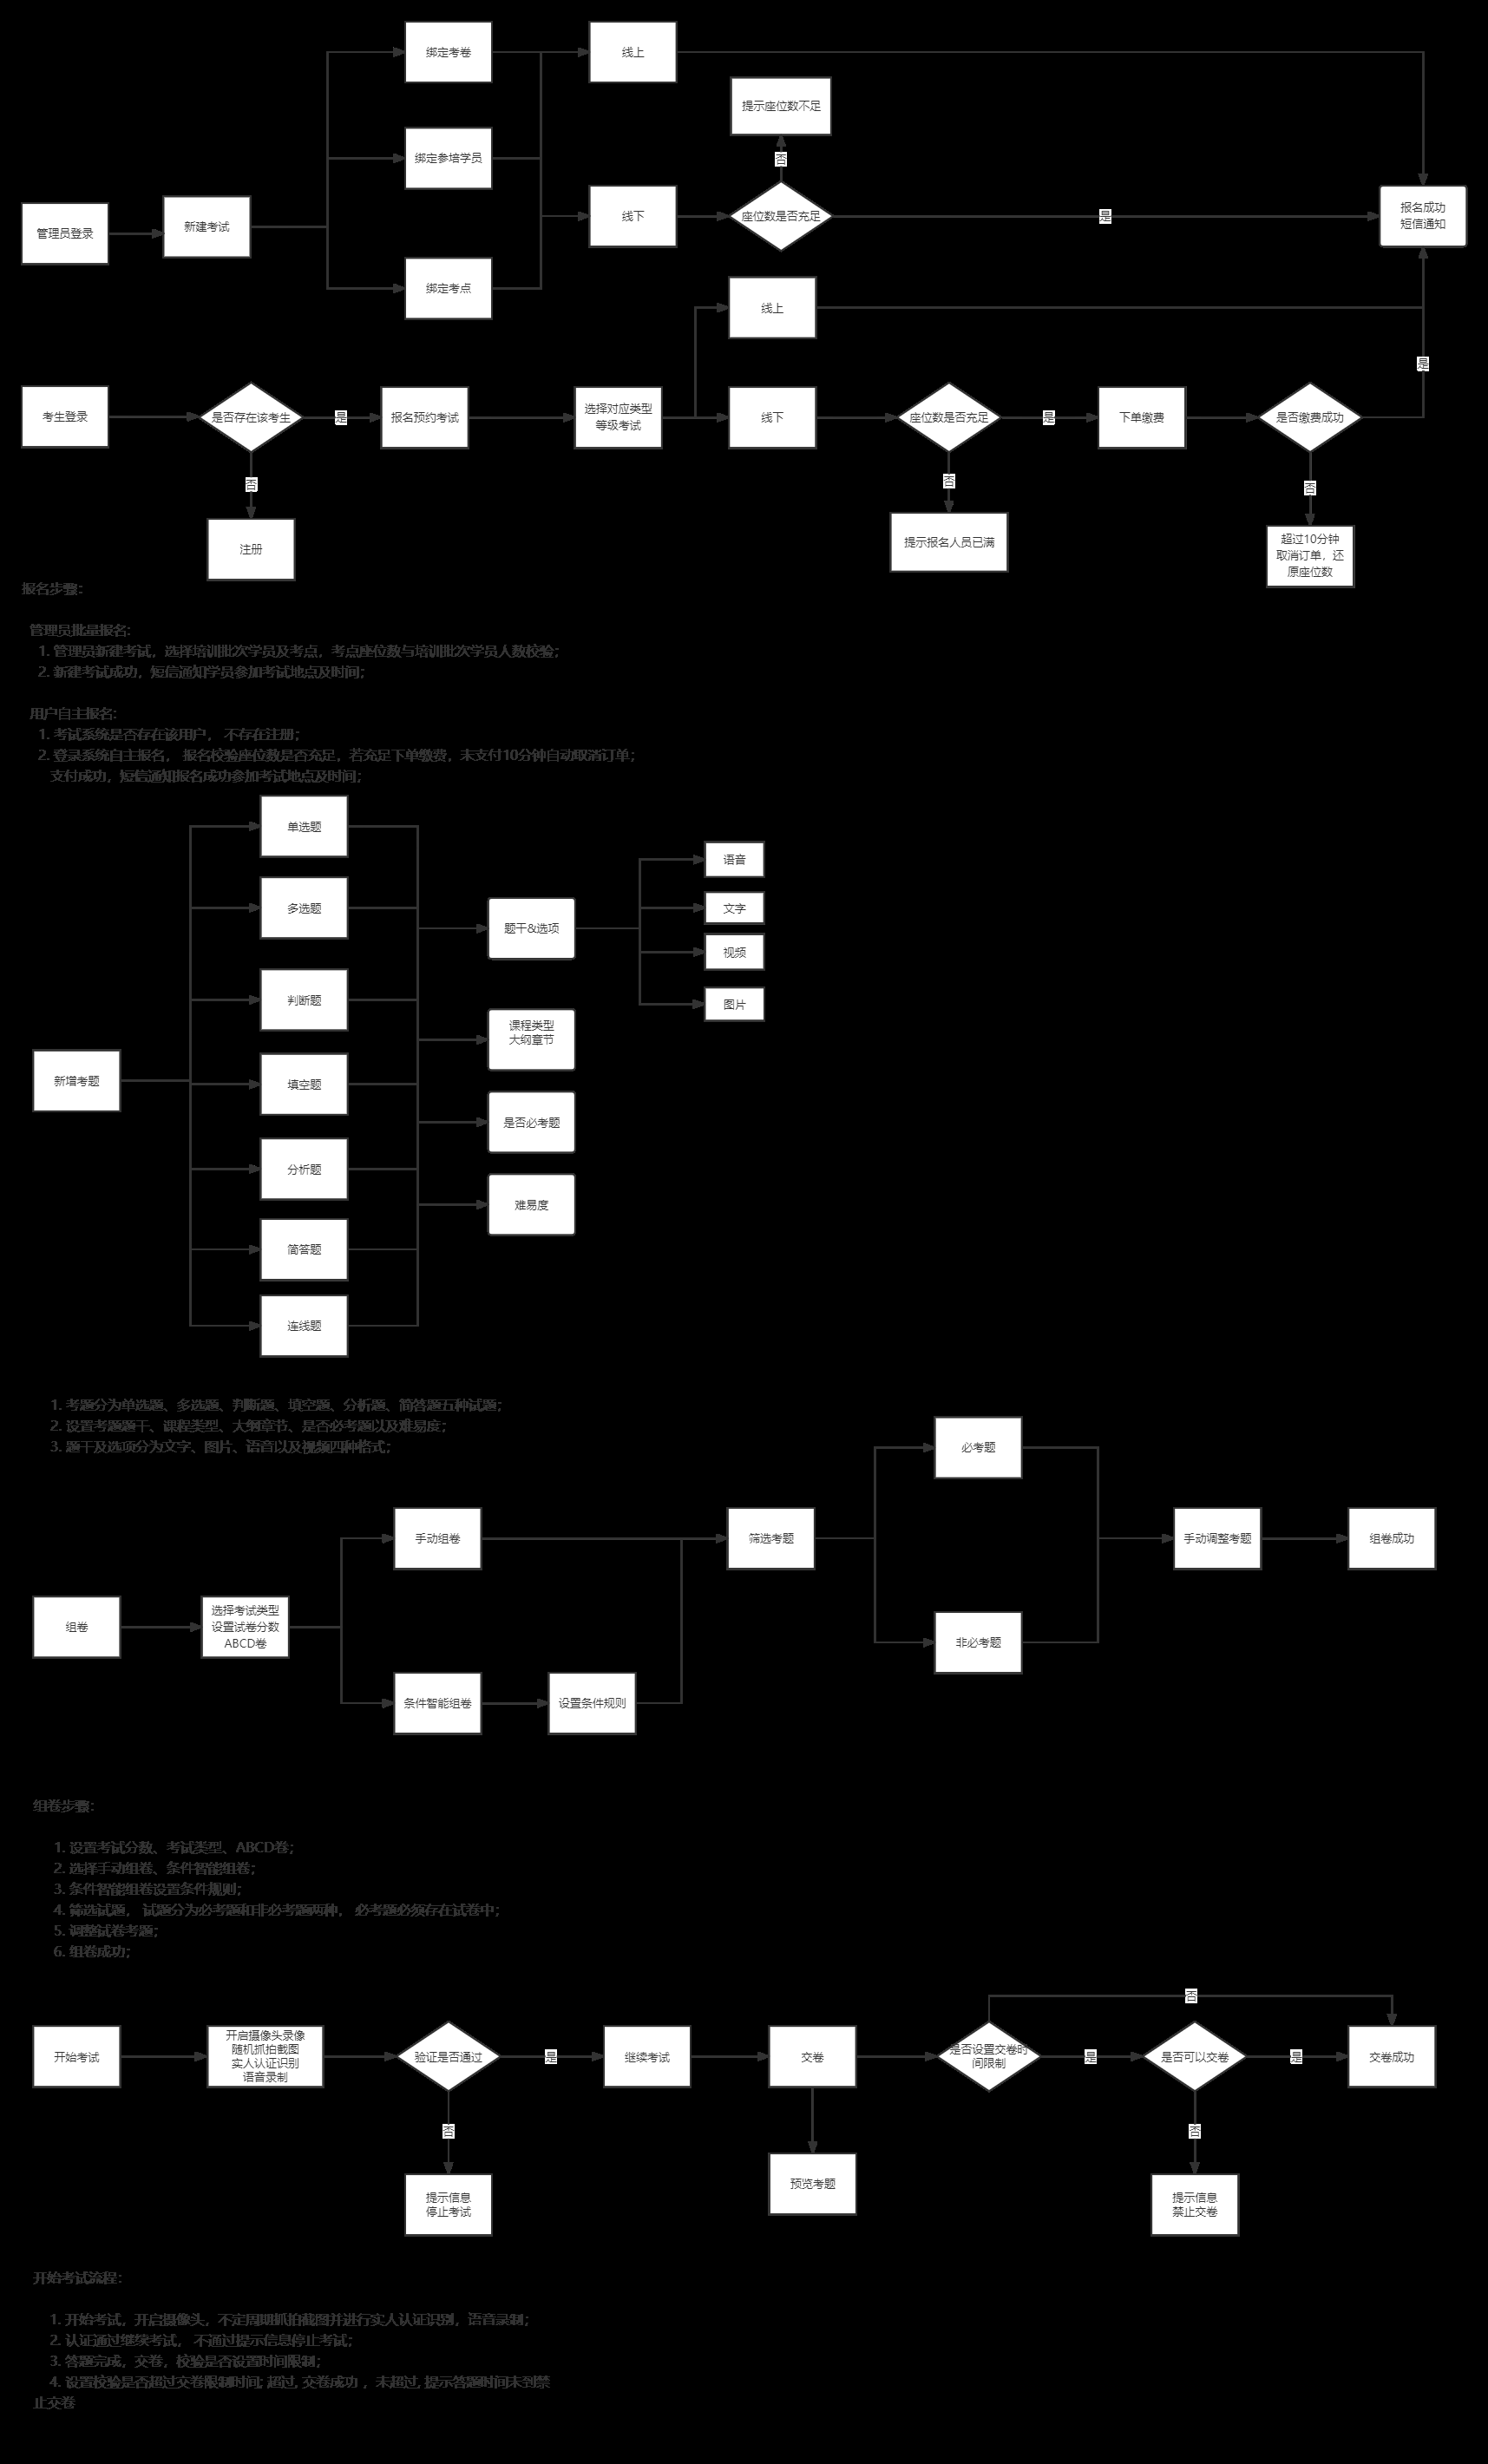 绑定考卷
线上
提示座位数不足
否
绑定参培学员
管理员登录
新建考试
线下
座位数是否充足
是
报名成功
短信通知
绑定考点
线上
是
考生登录
是否存在该考生
是
报名预约考试
选择对应类型
等级考试
线下
座位数是否充足
是
下单缴费
是否缴费成功
否
否
否
注册
提示报名人员已满
超过10分钟
取消订单，还
原座位数
报名步骤：
管理员批量报名：
1. 管理员新建考试，选择培训批次学员及考点，考点座位数与培训批次学员人数校验；
2. 新建考试成功，短信通知学员参加考试地点及时间；
用户自主报名：
1. 考试系统是否存在该用户， 不存在注册；
2. 登录系统自主报名， 报名校验座位数是否充足，若充足下单缴费，未支付10分钟自动取消订单；
支付成功，短信通知报名成功参加考试地点及时间；
单选题
多选题
判断题
新增考题
填空题
分析题
简答题
连线题
题干&选项
课程类型
大纲章节
是否必考题
难易度
语音
文字
视频
图片
1. 考题分为单选题、多选题、判断题、填空题、分析题、简答题五种试题；
2. 设置考题题干、课程类型、大纲章节、是否必考题以及难易度；
3. 题干及选项分为文字、图片、语音以及视频四种格式；
必考题
手动组卷
筛选考题
手动调整考题
组卷成功
组卷
选择考试类型
设置试卷分数
ABCD卷
非必考题
条件智能组卷
设置条件规则
组卷步骤：
1. 设置考试分数、考试类型、ABCD卷；
2. 选择手动组卷、条件智能组卷；
3. 条件智能组卷设置条件规则；
4. 筛选试题， 试题分为必考题和非必考题两种， 必考题必须存在试卷中；
5. 调整试卷考题；
6. 组卷成功；
否
开始考试
开启摄像头录像
随机抓拍截图
实人认证识别
语音录制
验证是否通过
是
继续考试
交卷
是否设置交卷时
间限制
是
是否可以交卷
是
交卷成功
否
否
提示信息
停止考试
预览考题
提示信息
禁止交卷
开始考试流程：
1. 开始考试，开启摄像头，不定周期抓拍截图并进行实人认证识别，语音录制；
2. 认证通过继续考试， 不通过提示信息停止考试；
3. 答题完成，交卷，校验是否设置时间限制；
4. 设置校验是否超过交卷限制时间; 超过, 交卷成功 ，未超过, 提示答题时间未到禁
止交卷